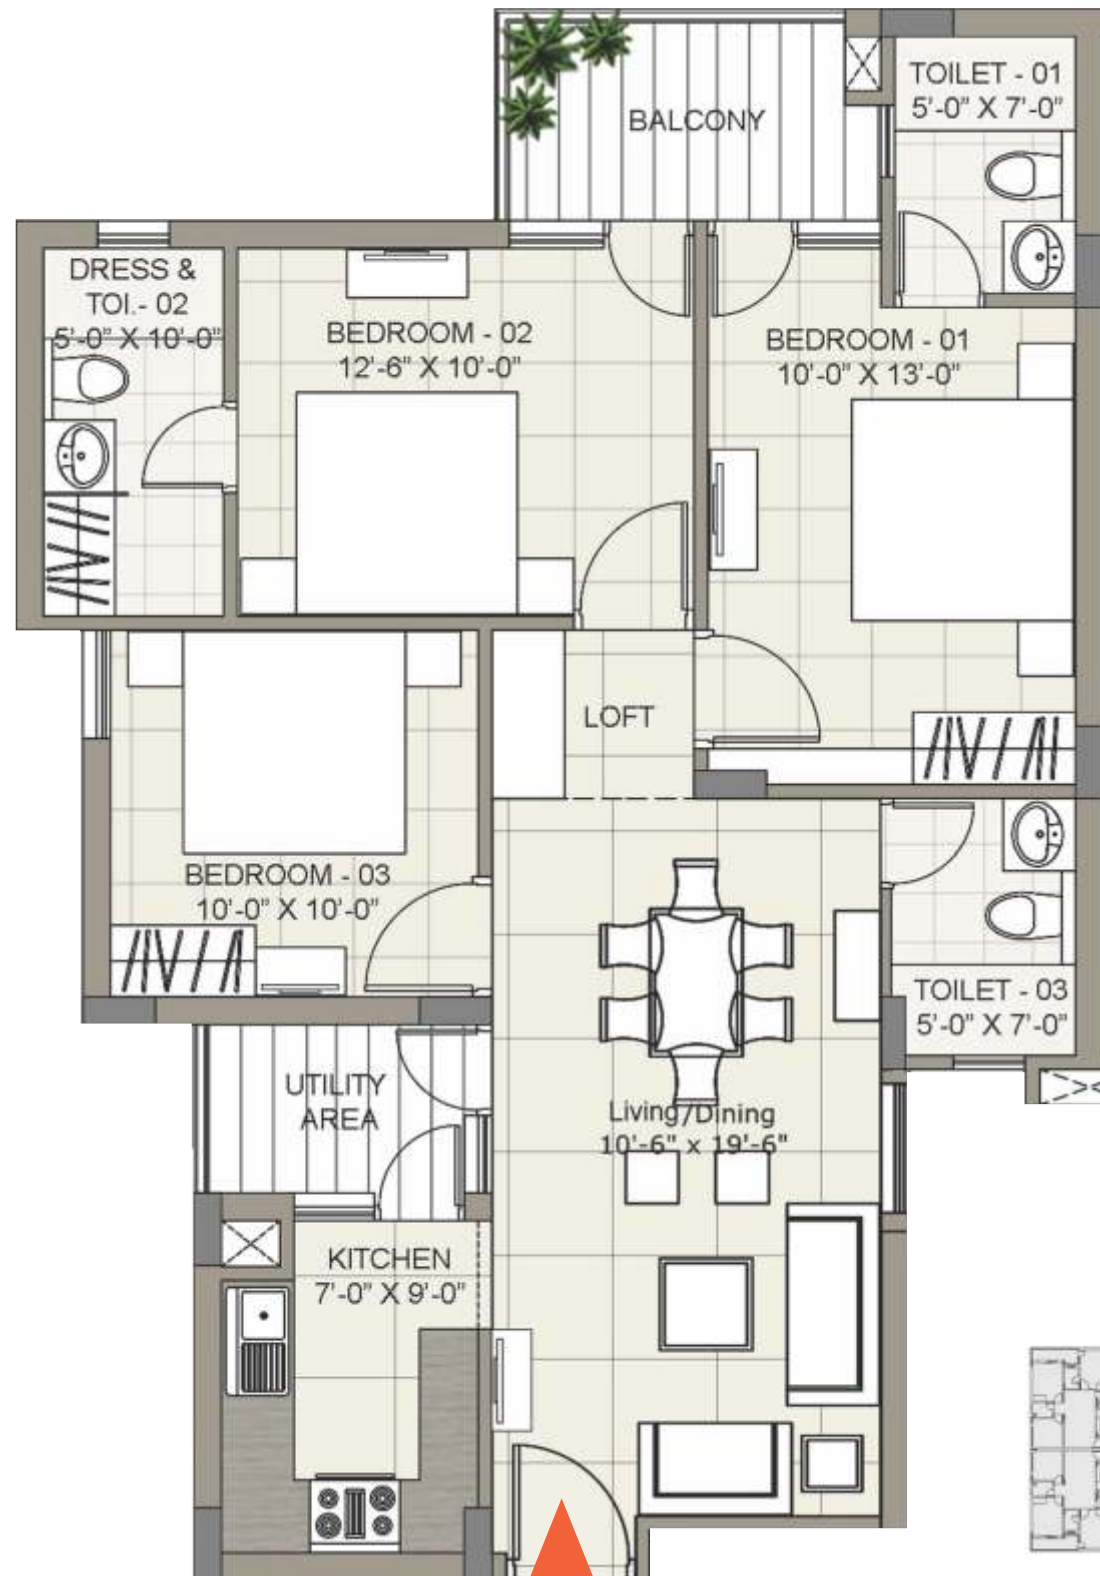 TOILET - 01
5'-0" X 7'-0"
BALCONY
DRESS &
TOI.- 02
5'-0" X 10'-0"
BEDROOM - 02
12'-6" X 10'-0"
BEDROOM - 01
10'-0" X 13'-0"
LOFT
BEDROOM - 03
10'-0" X 10'-0"
TOILET - 03
5'-0" X 7'-0"
UTILITY
AREA
Living/Dining
10'-6" x 19'-6"
KITCHEN
7'-0" X 9'-0"